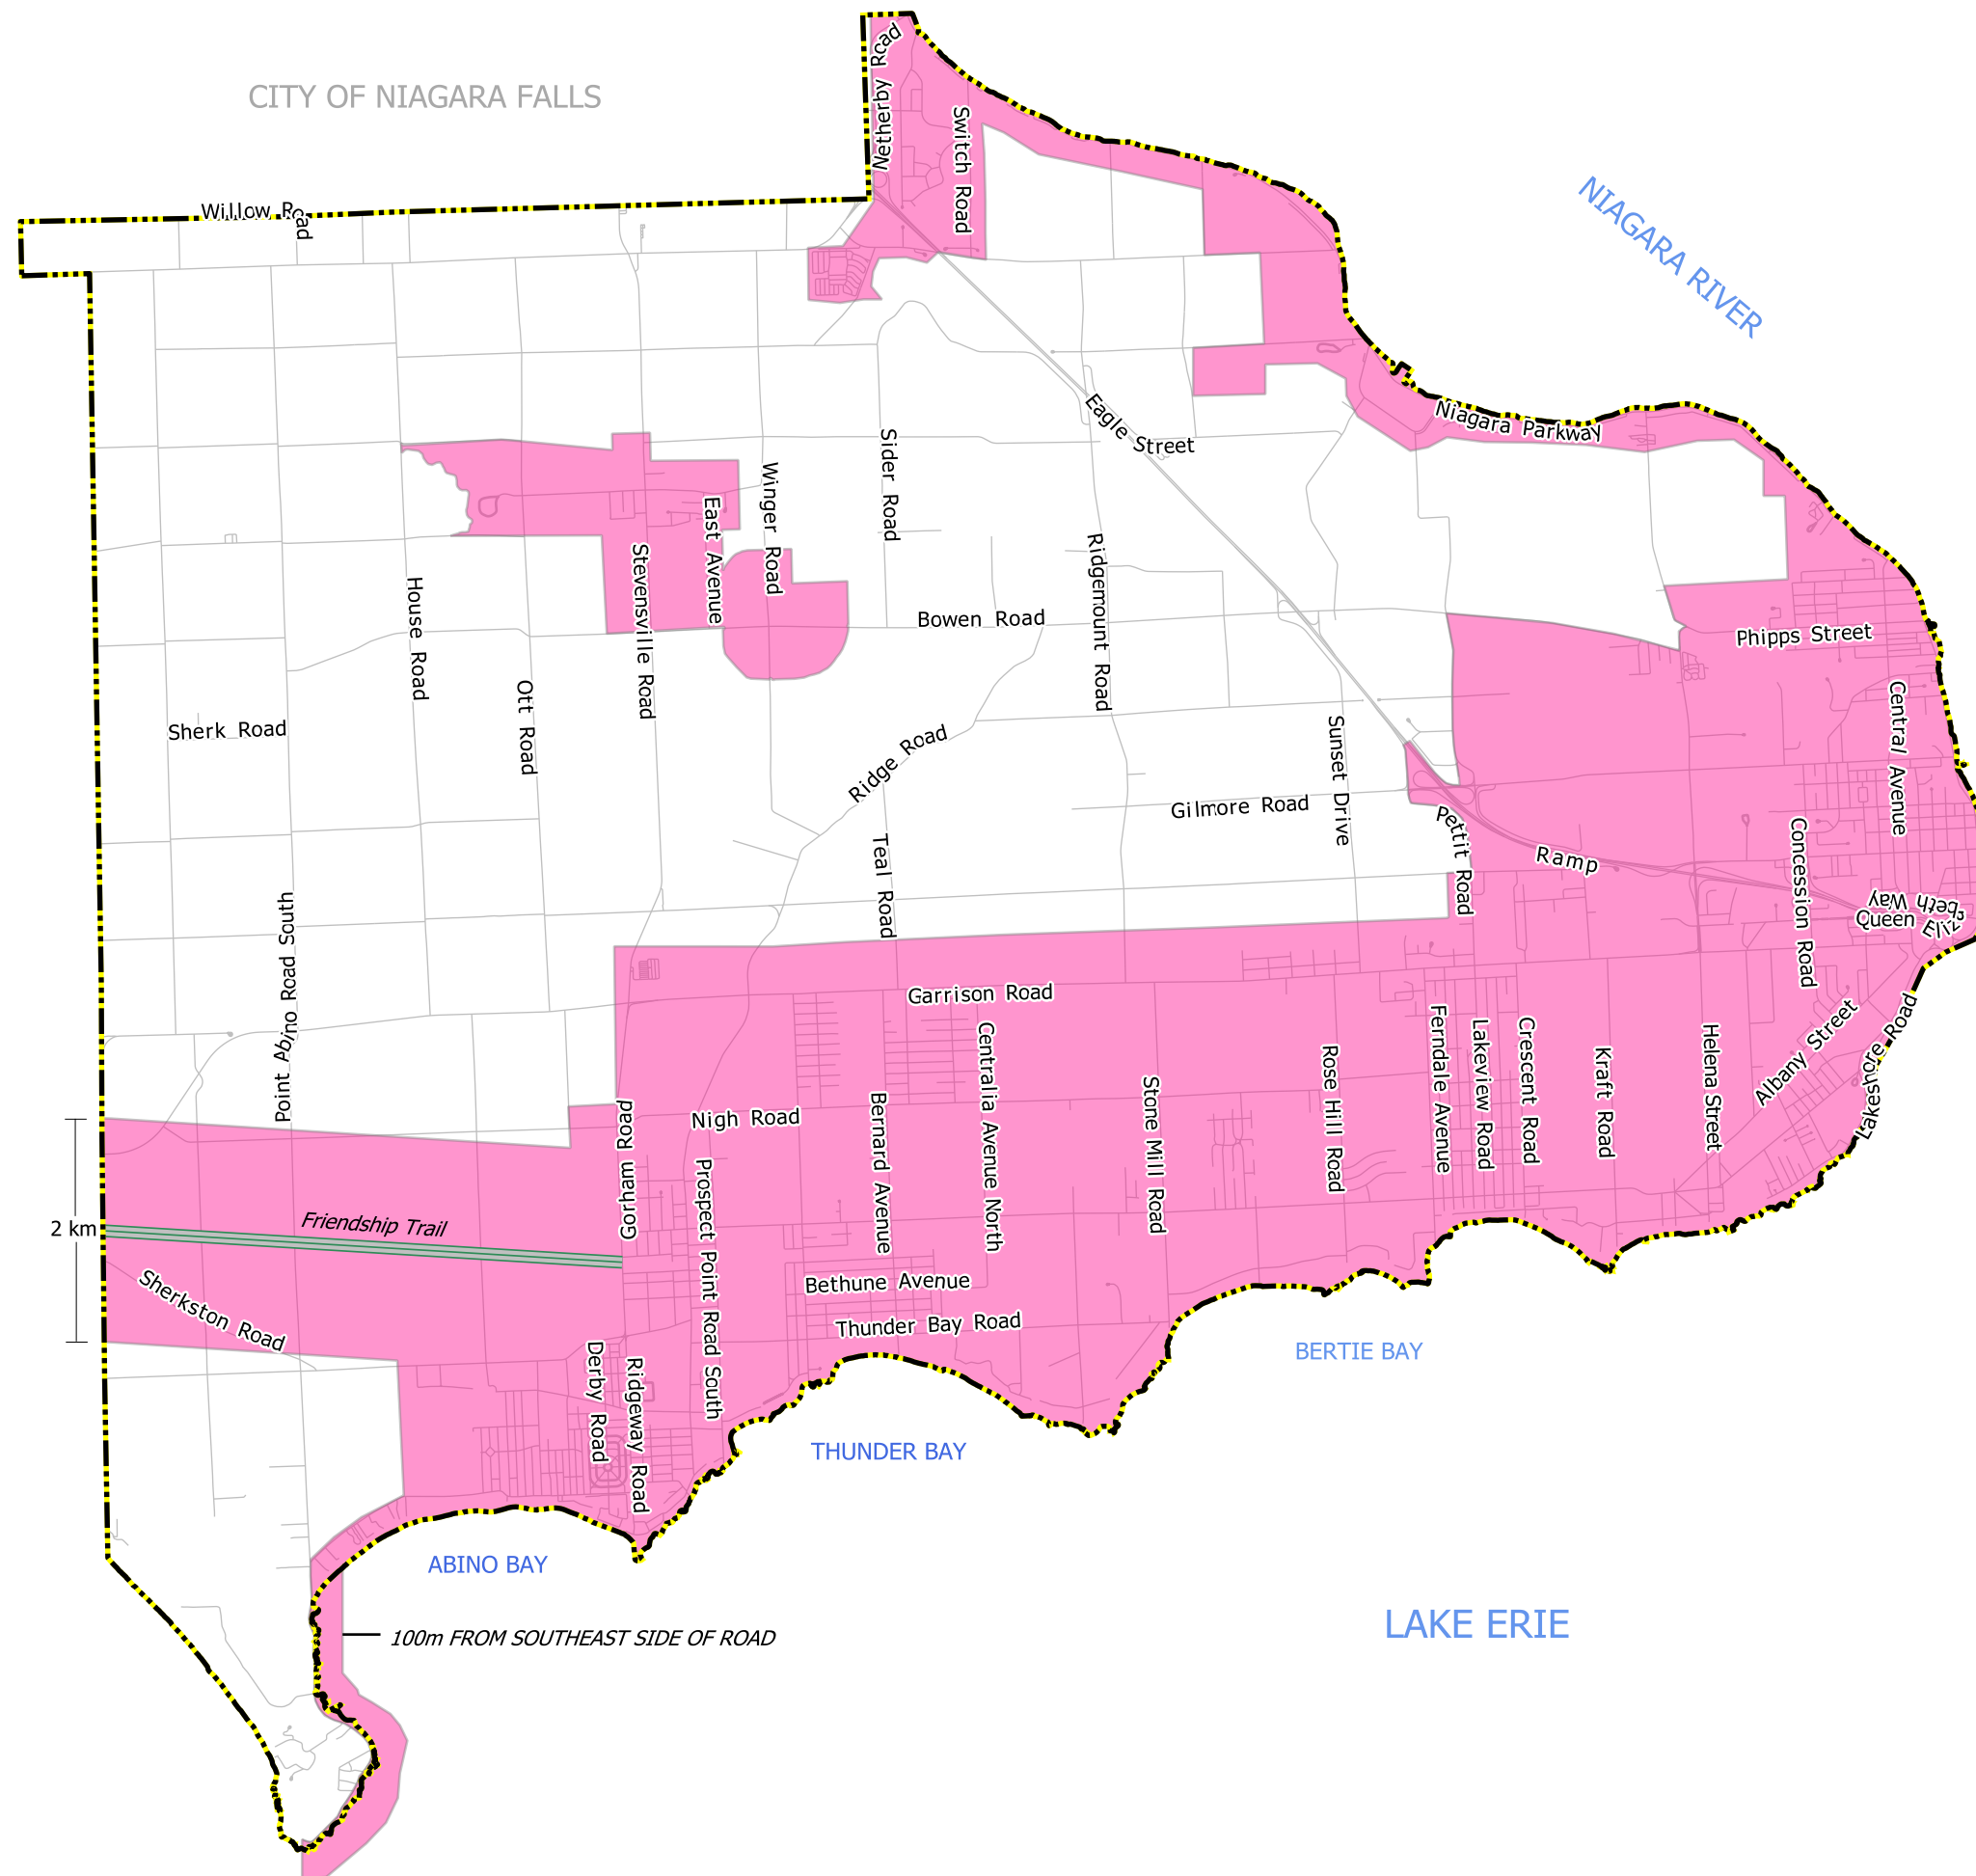 Wetherby Road
CITY OF NIAGARA FALLS
Switch Road
Willow Road
NIAGARA RIVER
Eagle Street
Niagara Parkway
Sider Road
Winger Road
East Avenue
Stevensville Road
Ridgemount Road
House Road
Bowen Road
Phipps Street
Ott Road
Central Avenue
Sherk Road
Sunset Drive
Ridge Road
Gilmore Road
Pettit Road
Concession Road
Teal Road
Ramp
Queen Elizabeth Way
Point Abino Road South
Garrison Road
Lakeshore Road
Albany Street
Ferndale Avenue
Lakeview Road
Crescent Road
Kraft Road
Helena Street
Centralia Avenue North
Rose Hill Road
Stone Mill Road
Bernard Avenue
Gorham Road
Nigh Road
Prospect Point Road South
2 km
Friendship Trail
Sherkston Road
Bethune Avenue
Thunder Bay Road
Derby Road
Ridgeway Road
BERTIE BAY
THUNDER BAY
ABINO BAY
LAKE ERIE
100m FROM SOUTHEAST SIDE OF ROAD